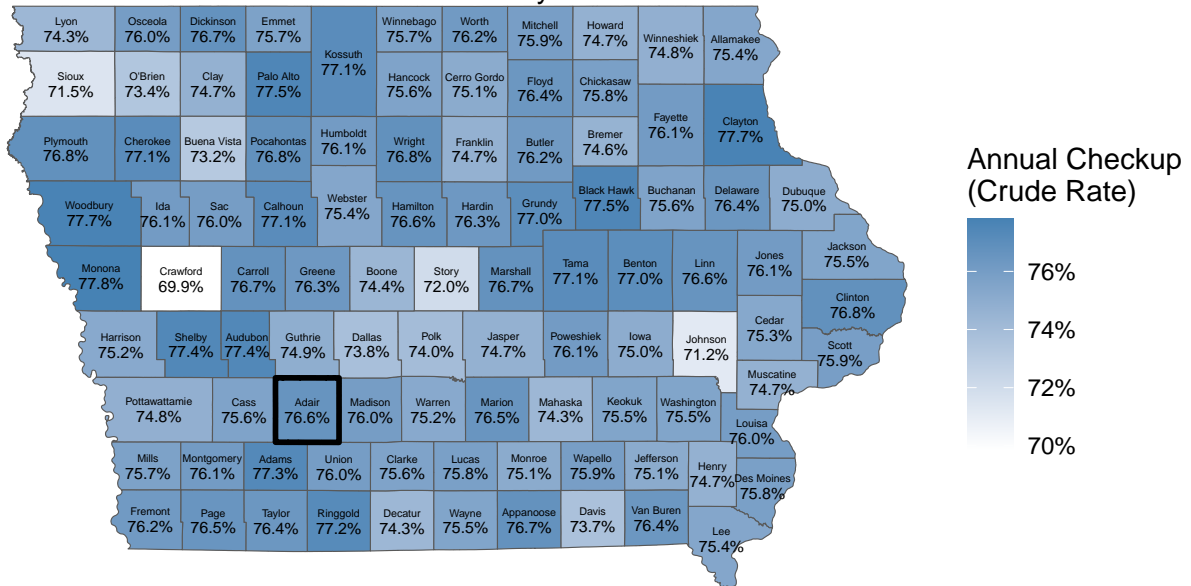 Lyon
74.3%
Osceola
76.0%
Dickinson
76.7%
Emmet
75.7%
Winnebago
75.7%
Worth
76.2%
Mitchell
75.9%
Howard
74.7%
Winneshiek
74.8%
Allamakee
75.4%
Kossuth
77.1%
Sioux
71.5%
O'Brien
73.4%
Clay
74.7%
Palo Alto
77.5%
Hancock
75.6%
Cerro Gordo
75.1%
Floyd
76.4%
Chickasaw
75.8%
Fayette
76.1%
Clayton
77.7%
Plymouth
76.8%
Cherokee
77.1%
Buena Vista
73.2%
Pocahontas
76.8%
Humboldt
76.1%
Wright
76.8%
Franklin
74.7%
Butler
76.2%
Bremer
74.6%
Woodbury
77.7%
Ida
76.1%
Sac
76.0%
Calhoun
77.1%
Webster
75.4%
Hamilton
76.6%
Hardin
76.3%
Grundy
77.0%
Black Hawk
77.5%
Buchanan
75.6%
Delaware
76.4%
Dubuque
75.0%
Monona
77.8%
Crawford
69.9%
Carroll
76.7%
Greene
76.3%
Boone
74.4%
Story
72.0%
Marshall
76.7%
Tama
77.1%
Benton
77.0%
Linn
76.6%
Jones
76.1%
Jackson
75.5%
Clinton
76.8%
Harrison
75.2%
Shelby
77.4%
Audubon
77.4%
Guthrie
74.9%
Dallas
73.8%
Polk
74.0%
Jasper
74.7%
Poweshiek
76.1%
Iowa
75.0%
Johnson
71.2%
Cedar
75.3%
Scott
75.9%
Muscatine
74.7%
Pottawattamie
74.8%
Cass
75.6%
Adair
76.6%
Madison
76.0%
Warren
75.2%
Marion
76.5%
Mahaska
74.3%
Keokuk
75.5%
Washington
75.5%
Louisa
76.0%
Mills
75.7%
Montgomery
76.1%
Adams
77.3%
Union
76.0%
Clarke
75.6%
Lucas
75.8%
Monroe
75.1%
Wapello
75.9%
Jefferson
75.1%
Henry
74.7%
Des Moines
75.8%
Fremont
76.2%
Page
76.5%
Taylor
76.4%
Ringgold
77.2%
Decatur
74.3%
Wayne
75.5%
Appanoose
76.7%
Davis
73.7%
Van Buren
76.4%
Lee
75.4%
Annual Checkup
(Crude Rate)
76%
74%
72%
70%